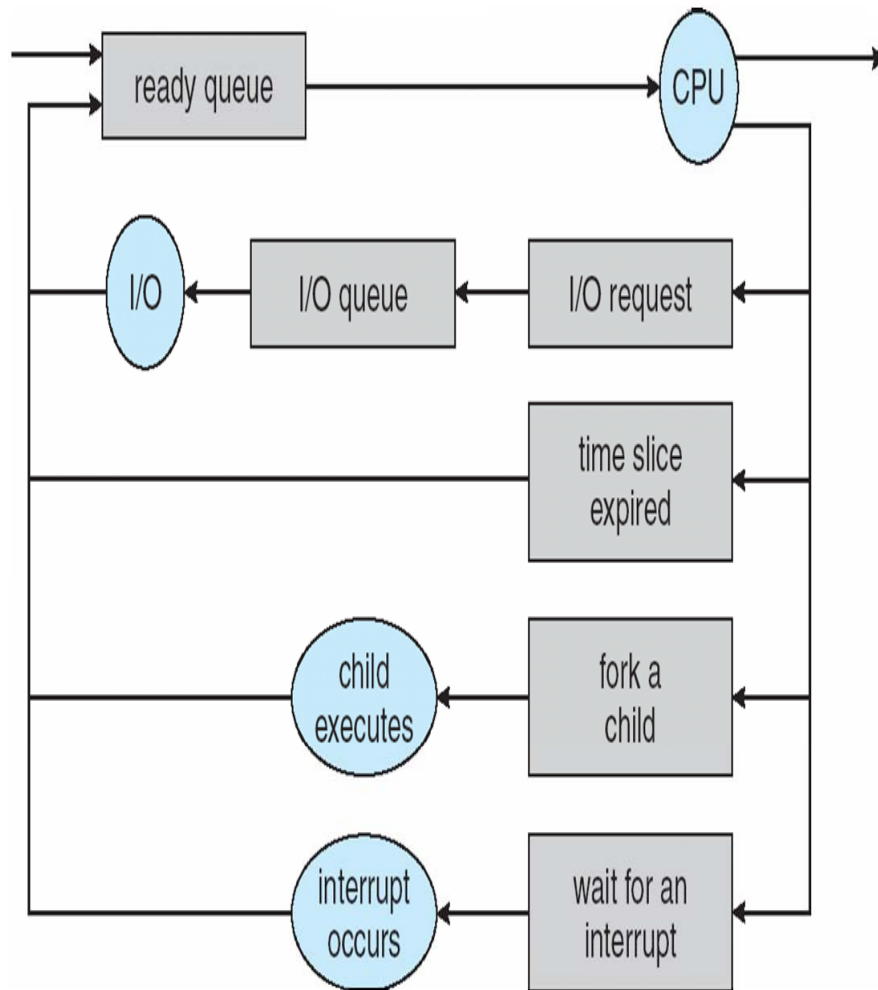 ready queue
CPU
I/O
I/O queue
I/O request
time slice
expired
child
executes
fork a
child
interrupt
occurs
wait for an
interrupt